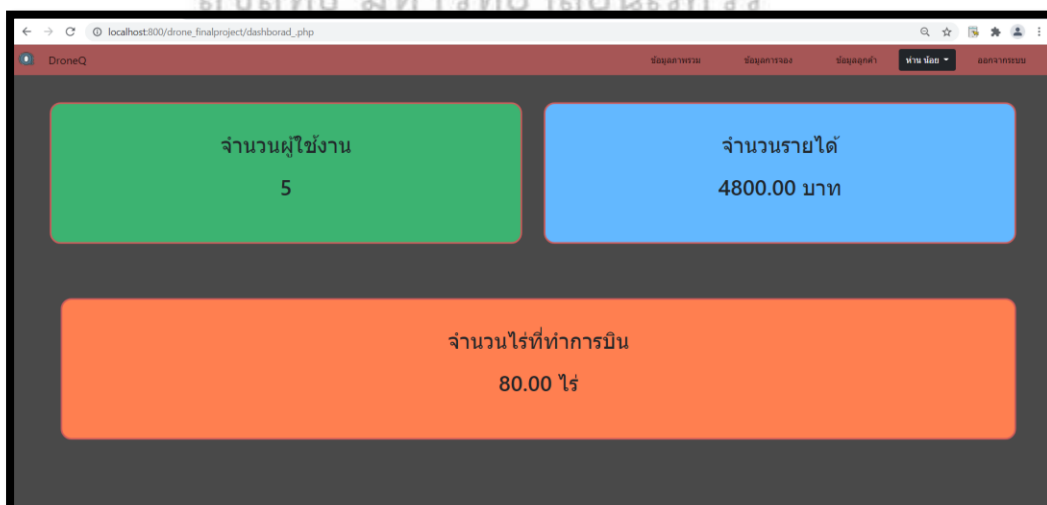 localhost:800/drone_finalproject/dashborad_.php
DroneQ ข้อมูลภาพรวม ข้อมูลการจอง ข้อมูลลูกค้า ท่าน น้อย ออกจากระบบ
จำนวนผู้ใช้งาน
5
จำนวนรายได้
4800.00 บาท
จำนวนไร่ที่ทำการบิน
80.00 ไร่